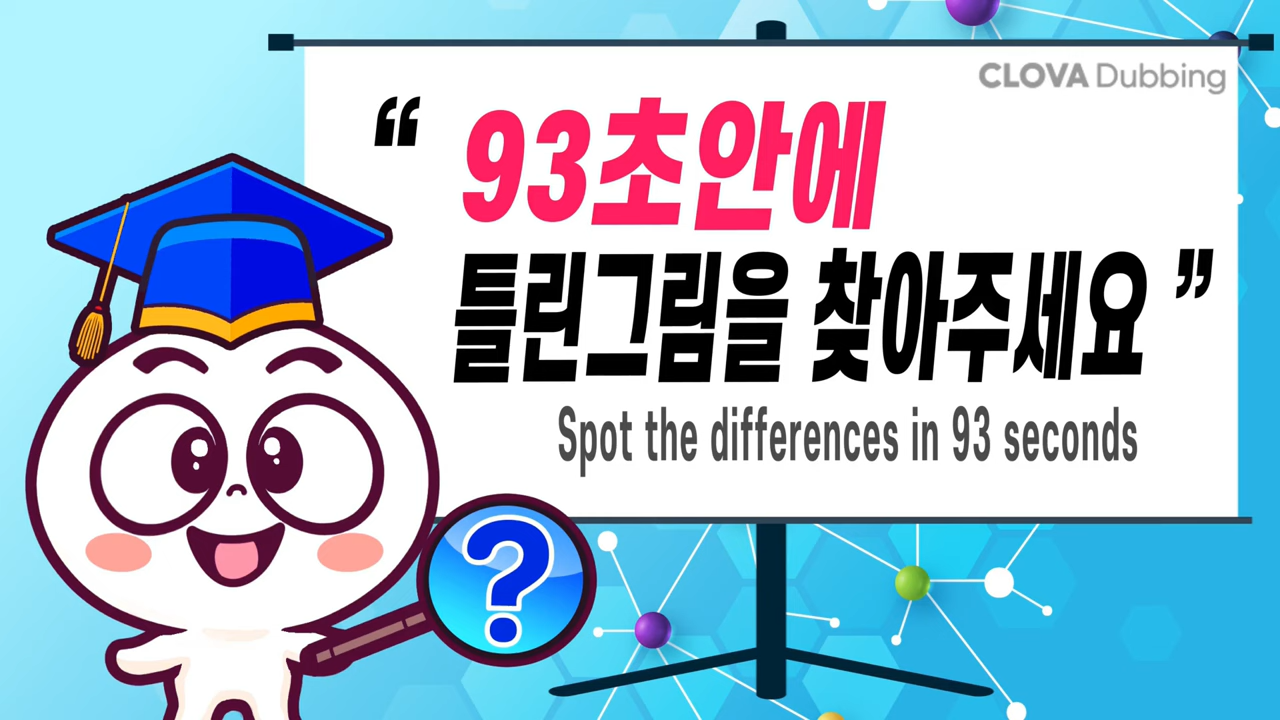 CLOVA Dubbing
“ 93초안에
틀린그림을 찾아주세요 ”
Spot the differences in 93 seconds
?